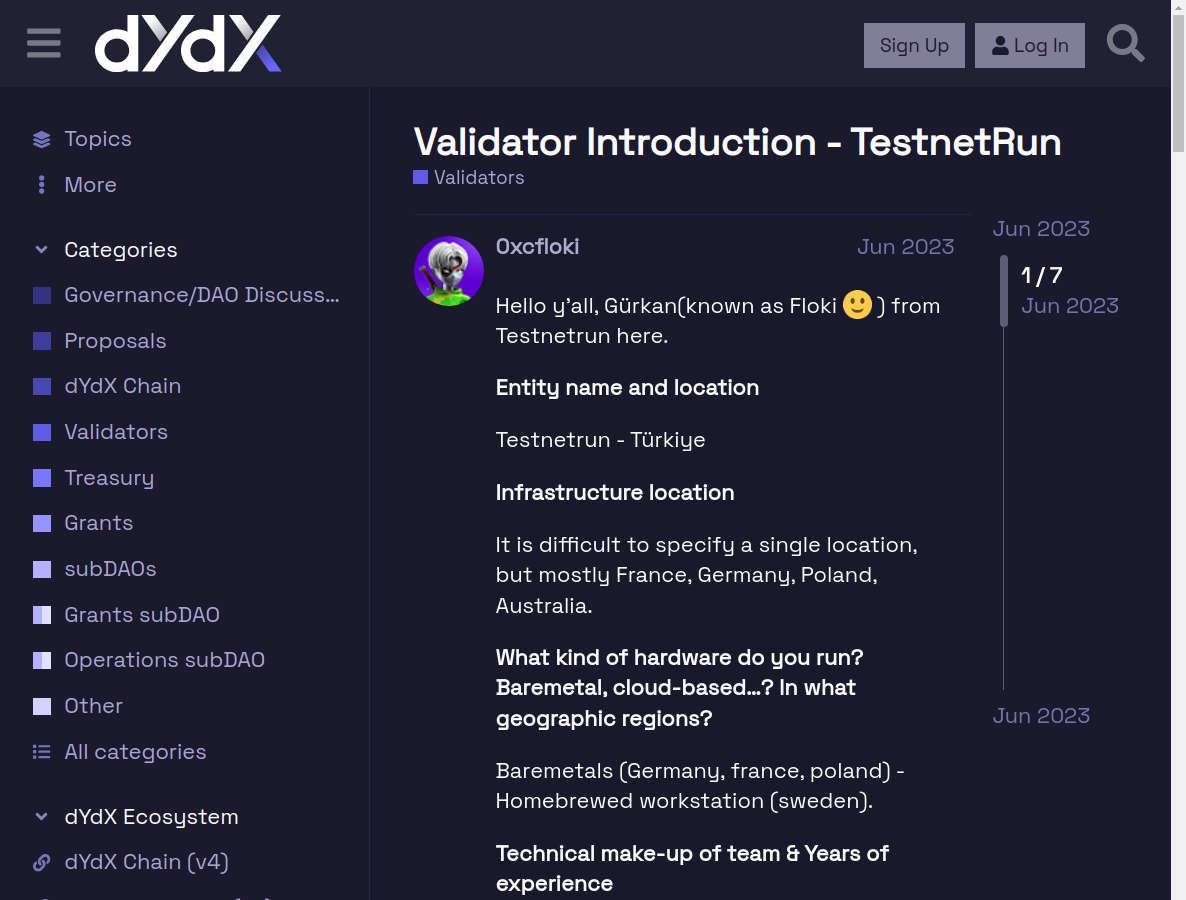 dYdX
Sign Up
Log In
Topics
More
Categories
Governance/DAO Discuss...
Proposals
dYdX Chain
Validators
Treasury
Grants
subDAOs
Grants subDAO
Operations subDAO
Other
All categories
dYdX Ecosystem
dYdX Chain (v4)
Validator Introduction - TestnetRun
Validators
0xcfloki
Jun 2023
Hello y'all, Gürkan(known as Floki 🙂 ) from
Testnetrun here.
Entity name and location
Testnetrun - Türkiye
Infrastructure location
It is difficult to specify a single location,
but mostly France, Germany, Poland,
Australia.
What kind of hardware do you run?
Baremetal, cloud-based…? In what
geographic regions?
Baremetals (Germany, france, poland) -
Homebrewed workstation (sweden).
Technical make-up of team & Years of
experience
Jun 2023
1 / 7
Jun 2023
Jun 2023